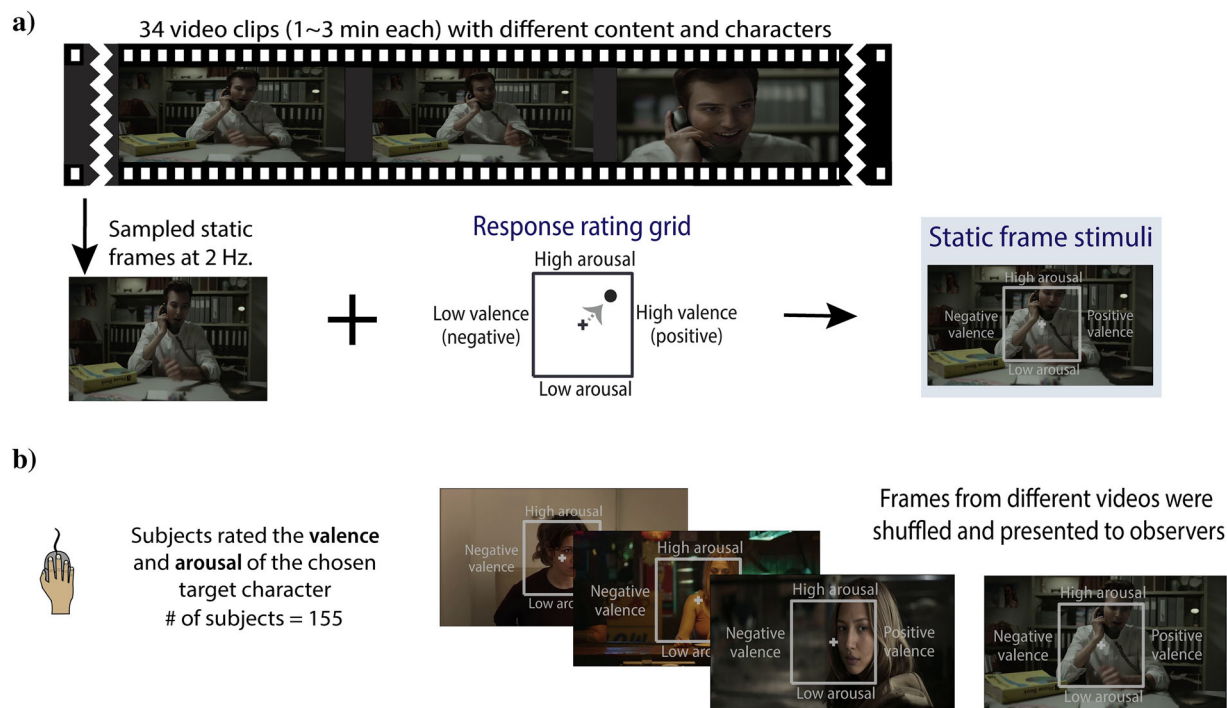 a)
34 video clips (1~3 min each) with different content and characters
Sampled static
frames at 2 Hz.
Response rating grid
High arousal
Low valence
(negative)
High valence
(positive)
Low arousal
Static frame stimuli
High arousal
Negative
valence
Positive
valence
Low arousal
b)
Subjects rated the valence
and arousal of the chosen
target character
# of subjects = 155
High arousal
Negative
valence
Low arou
High arousal
Negative
valence
Low arou
High arousal
Negative
valence
Positive
valence
Low arousal
Frames from different videos were
shuffled and presented to observers
High arousal
Negative
valence
Positive
valence
Low arousal